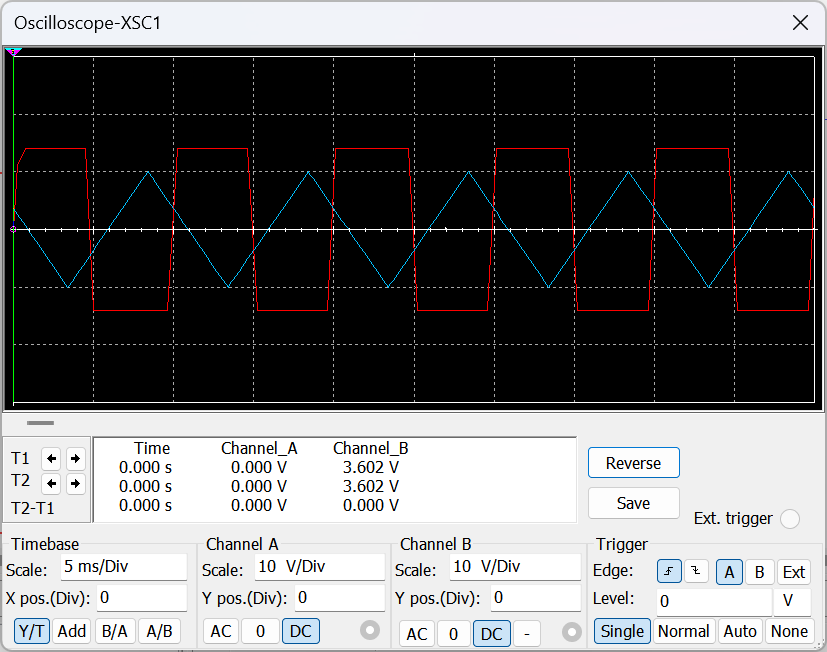 Oscilloscope-XSC1
Time Channel_A Channel_B
T1 0.000 s 0.000 V 3.602 V
T2 0.000 s 0.000 V 3.602 V
T2-T1 0.000 s 0.000 V 0.000 V
Reverse
Save
Ext. trigger
Timebase
Scale: 5 ms/Div
X pos.(Div): 0
Y/T Add B/A A/B
Channel A
Scale: 10 V/Div
Y pos.(Div): 0
AC 0 DC
Channel B
Scale: 10 V/Div
Y pos.(Div): 0
AC 0 DC -
Trigger
Edge: A B Ext
Level: 0 V
Single Normal Auto None